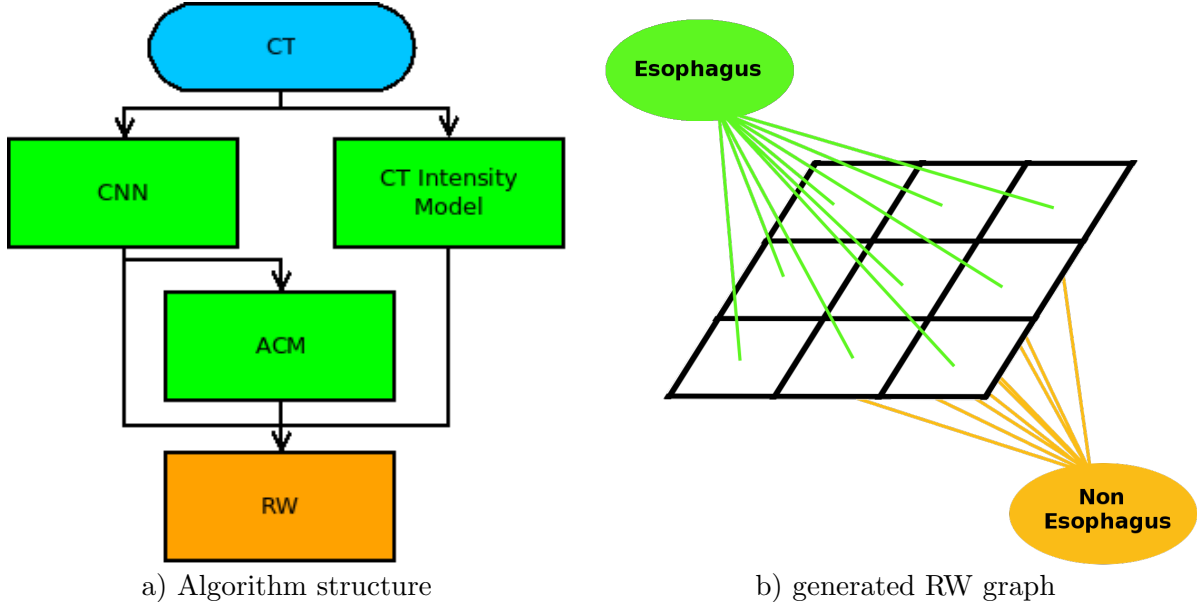 CT
CNN
CT Intensity
Model
ACM
RW
a) Algorithm structure
Esophagus
Non
Esophagus
b) generated RW graph